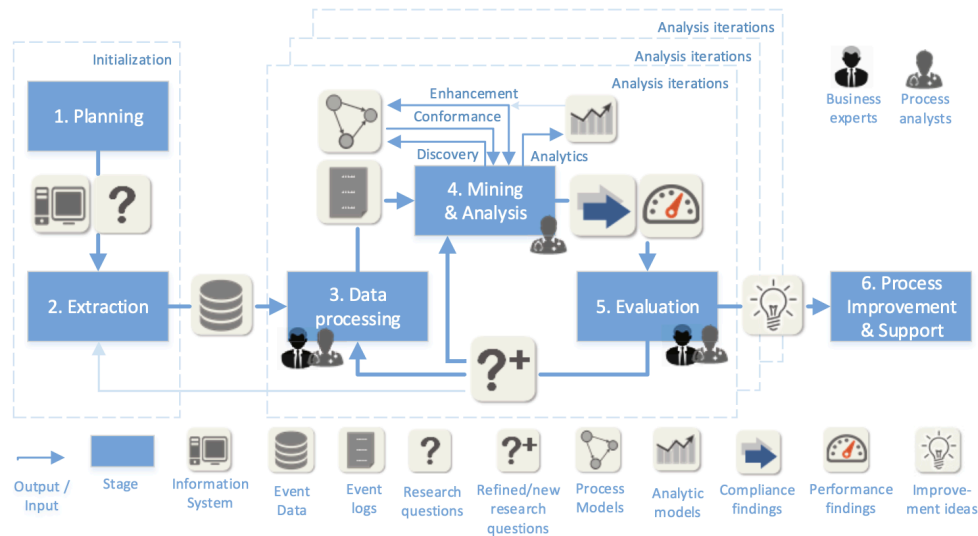 Analysis iterations
Analysis iterations
Analysis iterations
Initialization
Business
experts
Process
analysts
1. Planning
Enhancement
Conformance
Discovery
Analytics
4. Mining
& Analysis
?
2. Extraction
3. Data
processing
5. Evaluation
6. Process
Improvement
& Support
?+
Output /
Input
Stage
Information
System
Event
Data
Event
logs
?
Research
questions
?+
Refined/new
research
questions
Process
Models
Analytic
models
Compliance
findings
Performance
findings
Improve-
ment ideas